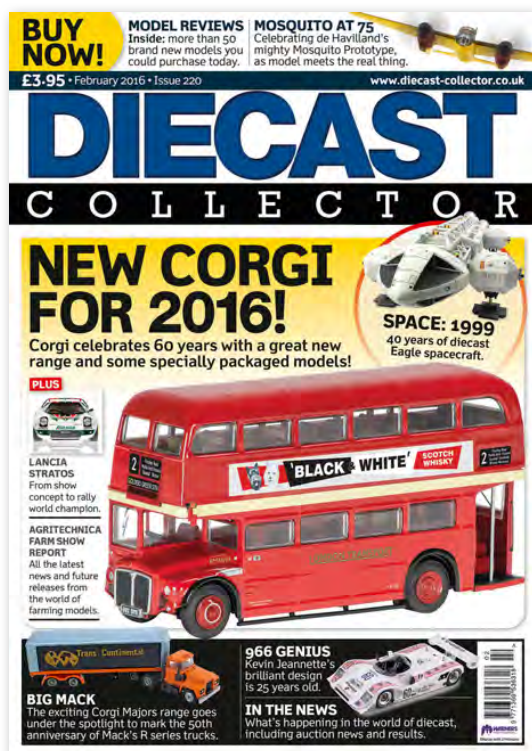 BUY
NOW!
MODEL REVIEWS
Inside: more than 50
brand new models you
could purchase today.
MOSQUITO AT 75
Celebrating de Havilland's
mighty Mosquito Prototype,
as model meets the real thing.
£3·95 • February 2016 • Issue 220
www.diecast-collector.co.uk
DIECAST
COLLECTOR
NEW CORGI
FOR 2016!
Corgi celebrates 60 years with a great new
range and some specially packaged models!
SPACE: 1999
40 years of diecast
Eagle spacecraft.
PLUS
LANCIA
STRATOS
From show
concept to rally
world champion.
AGRITECHNICA
FARM SHOW
REPORT
All the latest
news and future
releases from
the world of
farming models.
2
'BLACK & WHITE'
SCOTCH
WHISKY
2
Trans Continental
BIG MACK
The exciting Corgi Majors range goes
under the spotlight to mark the 50th
anniversary of Mack's R series trucks.
966 GENIUS
Kevin Jeannette's
brilliant design
is 25 years old.
IN THE NEWS
What's happening in the world of diecast,
including auction news and results.
02